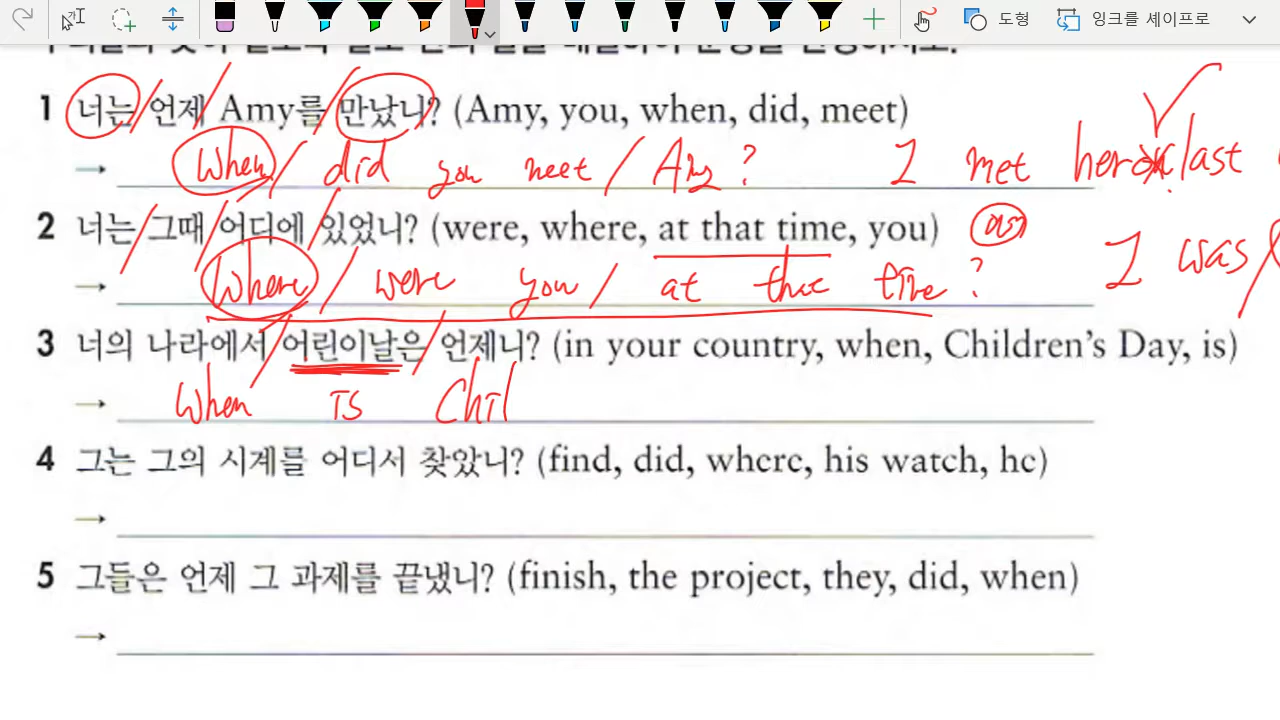 도형 잉크를 셰이프로
1 너는 언제 Amy를 만났니? (Amy, you, when, did, meet)
→ When did you meet Amy? I met her last
2 너는 그때 어디에 있었니? (were, where, at that time, you)
→ Where were you at that time? I was
3 너의 나라에서 어린이날은 언제니? (in your country, when, Children's Day, is)
→ When is Chil
4 그는 그의 시계를 어디서 찾았니? (find, did, where, his watch, he)
→
5 그들은 언제 그 과제를 끝냈니? (finish, the project, they, did, when)
→